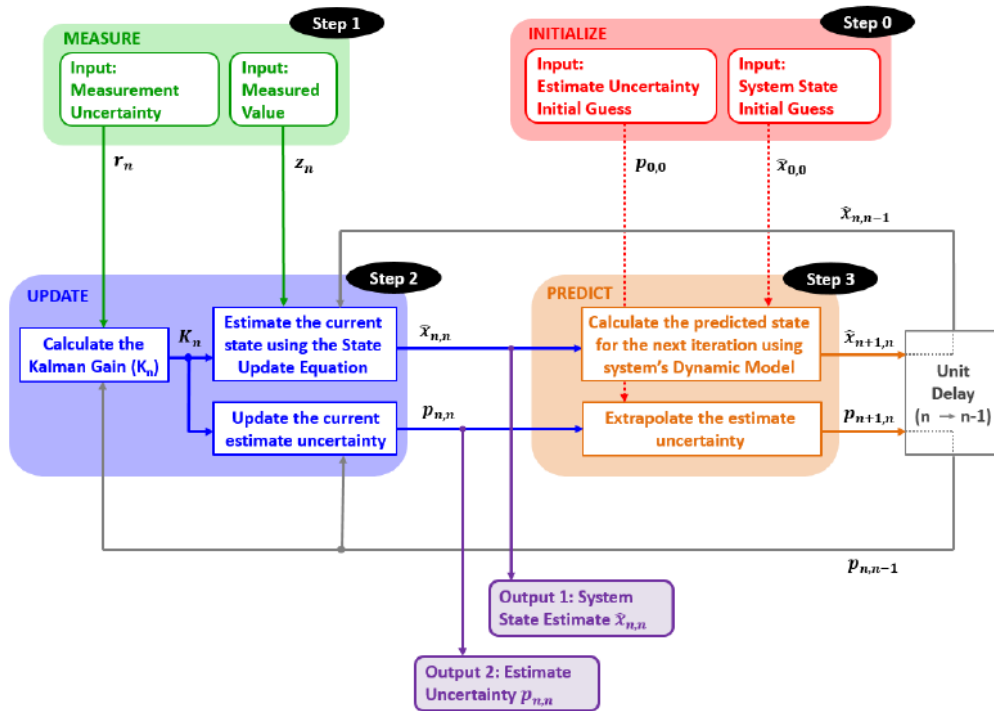 Step 1
MEASURE
Input:
Measurement
Uncertainty
Input:
Measured
Value
Step 0
INITIALIZE
Input:
Estimate Uncertainty
Initial Guess
Input:
System State
Initial Guess
r_n
z_n
p_{0,0}
x̂_{0,0}
x̂_{n,n−1}
Step 2
UPDATE
Calculate the
Kalman Gain (K_n)
K_n
Estimate the current
state using the State
Update Equation
Update the current
estimate uncertainty
x̂_{n,n}
p_{n,n}
Step 3
PREDICT
Calculate the predicted state
for the next iteration using
system's Dynamic Model
Extrapolate the estimate
uncertainty
x̂_{n+1,n}
p_{n+1,n}
Unit
Delay
(n → n-1)
p_{n,n−1}
Output 1: System
State Estimate x̂_{n,n}
Output 2: Estimate
Uncertainty p_{n,n}